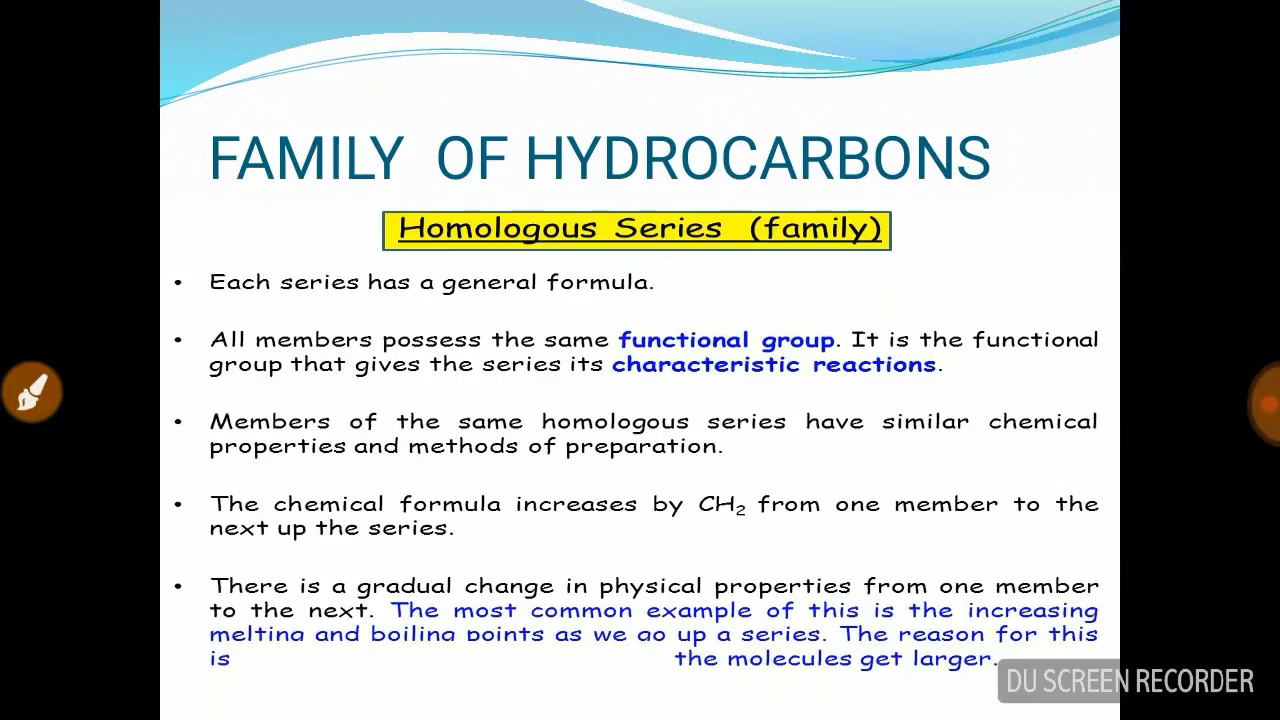 FAMILY OF HYDROCARBONS
Homologous Series (family)
• Each series has a general formula.
• All members possess the same functional group. It is the functional
group that gives the series its characteristic reactions.
• Members of the same homologous series have similar chemical
properties and methods of preparation.
• The chemical formula increases by CH₂ from one member to the
next up the series.
• There is a gradual change in physical properties from one member
to the next. The most common example of this is the increasing
melting and boiling points as we go up a series. The reason for this
is the molecules get larger.
DU SCREEN RECORDER